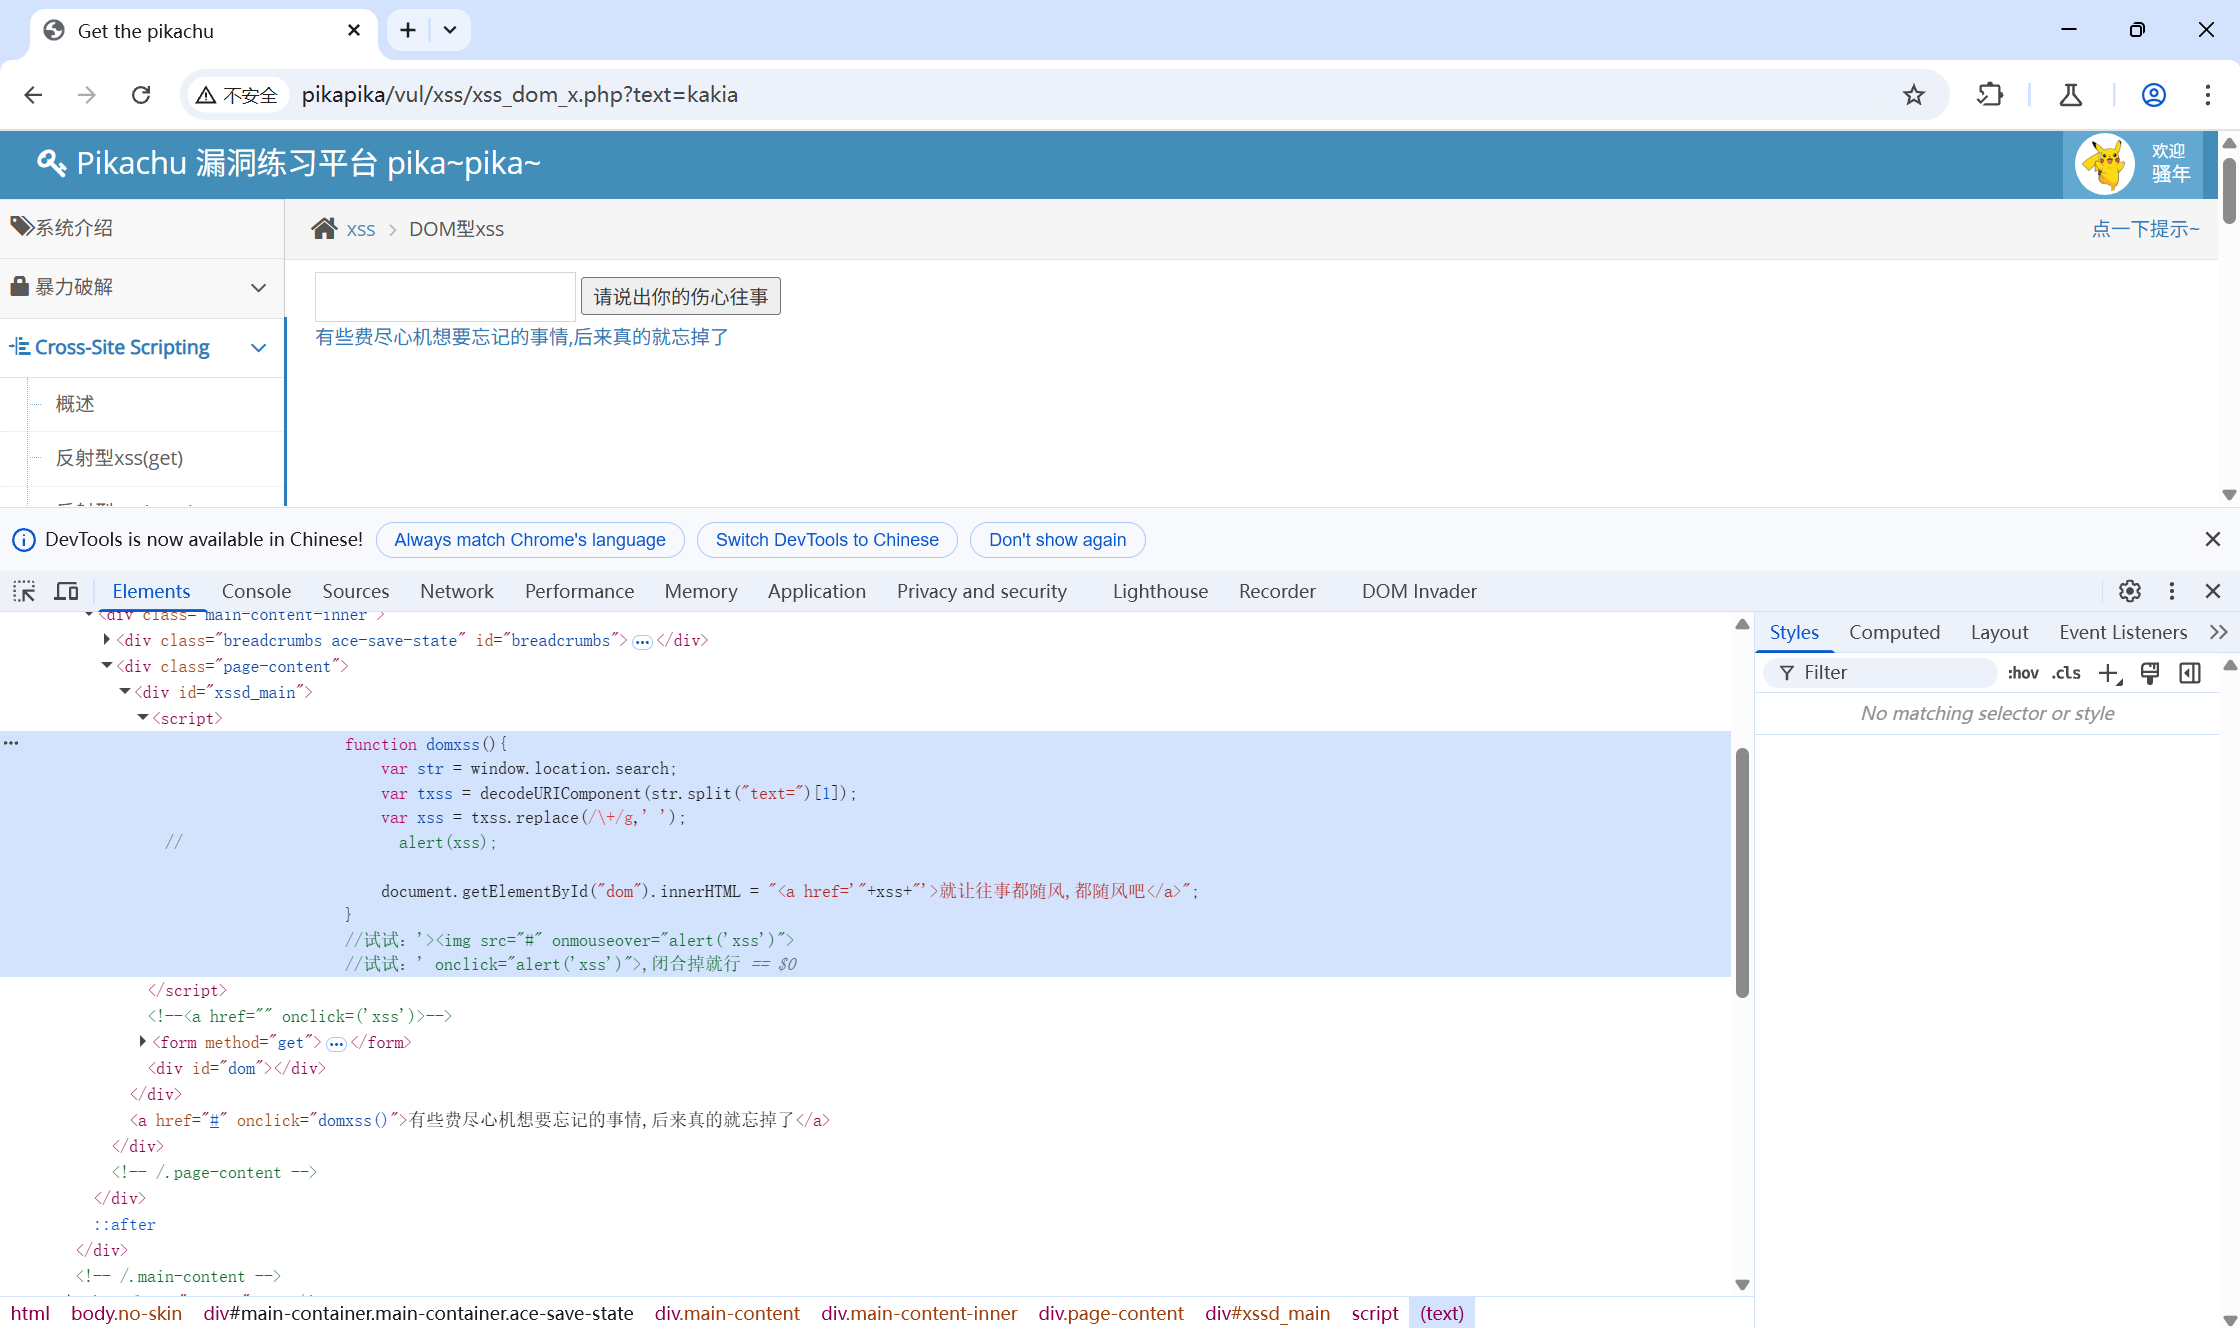 Get the pikachu
不安全
pikapika/vul/xss/xss_dom_x.php?text=kakia
Pikachu 漏洞练习平台 pika~pika~
欢迎
骚年
系统介绍
xss
DOM型xss
点一下提示~
暴力破解
请说出你的伤心往事
有些费尽心机想要忘记的事情,后来真的就忘掉了
Cross-Site Scripting
概述
反射型xss(get)
DevTools is now available in Chinese!
Always match Chrome's language
Switch DevTools to Chinese
Don't show again
Elements
Console
Sources
Network
Performance
Memory
Application
Privacy and security
Lighthouse
Recorder
DOM Invader
<div class="main-content-inner">
<div class="breadcrumbs ace-save-state" id="breadcrumbs">…</div>
<div class="page-content">
<div id="xssd_main">
<script>
function domxss(){
var str = window.location.search;
var txss = decodeURIComponent(str.split("text=")[1]);
var xss = txss.replace(/\+/g,' ');
// alert(xss);
document.getElementById("dom").innerHTML = "<a href='"+xss+"'>就让往事都随风,都随风吧</a>";
}
//试试：'><img src="#" onmouseover="alert('xss')">
//试试：' onclick="alert('xss')">,闭合掉就行 == $0
</script>
<!--<a href="" onclick=('xss')>-->
<form method="get">…</form>
<div id="dom"></div>
</div>
<a href="#" onclick="domxss()">有些费尽心机想要忘记的事情,后来真的就忘掉了</a>
</div>
<!-- /.page-content -->
</div>
::after
</div>
<!-- /.main-content -->
Styles
Computed
Layout
Event Listeners
Filter
:hov
.cls
No matching selector or style
html
body.no-skin
div#main-container.main-container.ace-save-state
div.main-content
div.main-content-inner
div.page-content
div#xssd_main
script
(text)